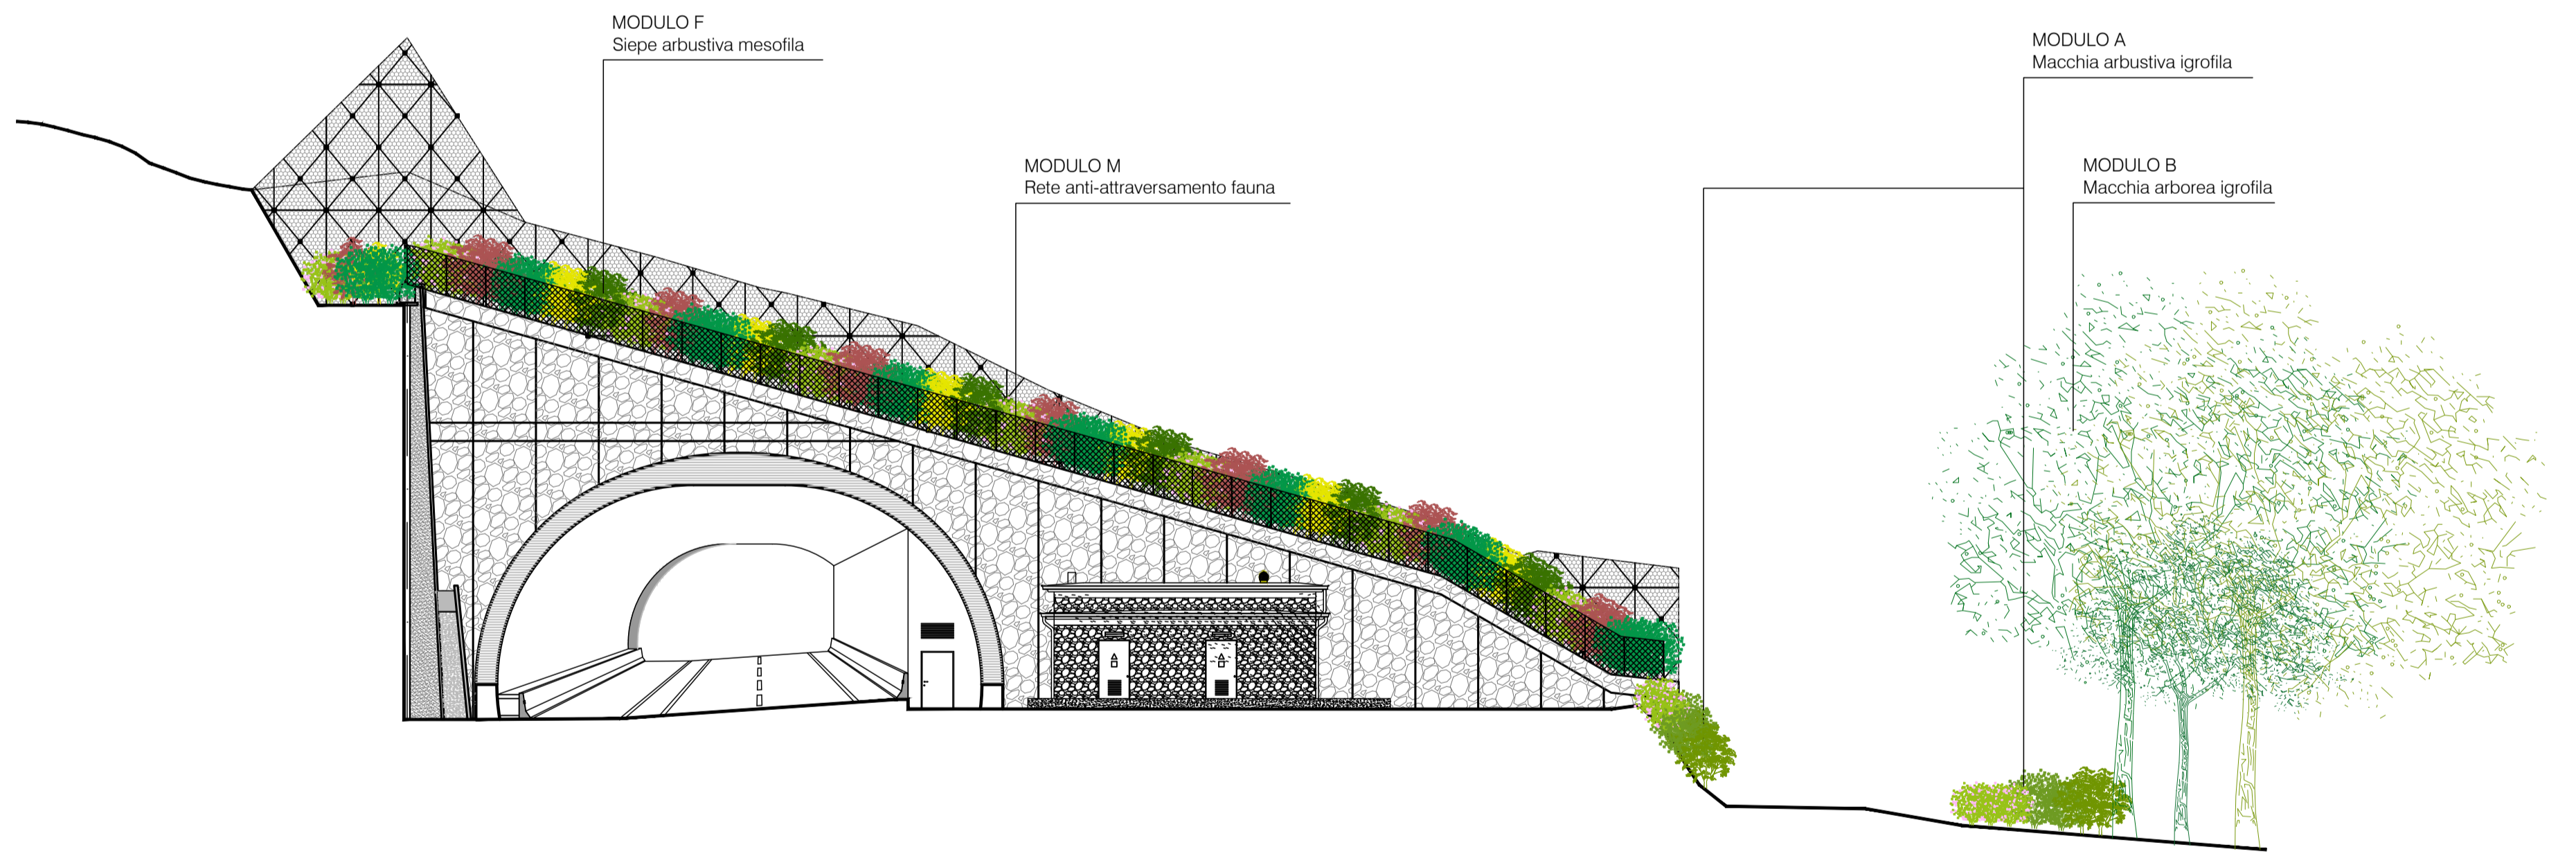 MODULO F
Siepe arbustiva mesofila
MODULO M
Rete anti-attraversamento fauna
MODULO A
Macchia arbustiva igrofila
MODULO B
Macchia arborea igrofila